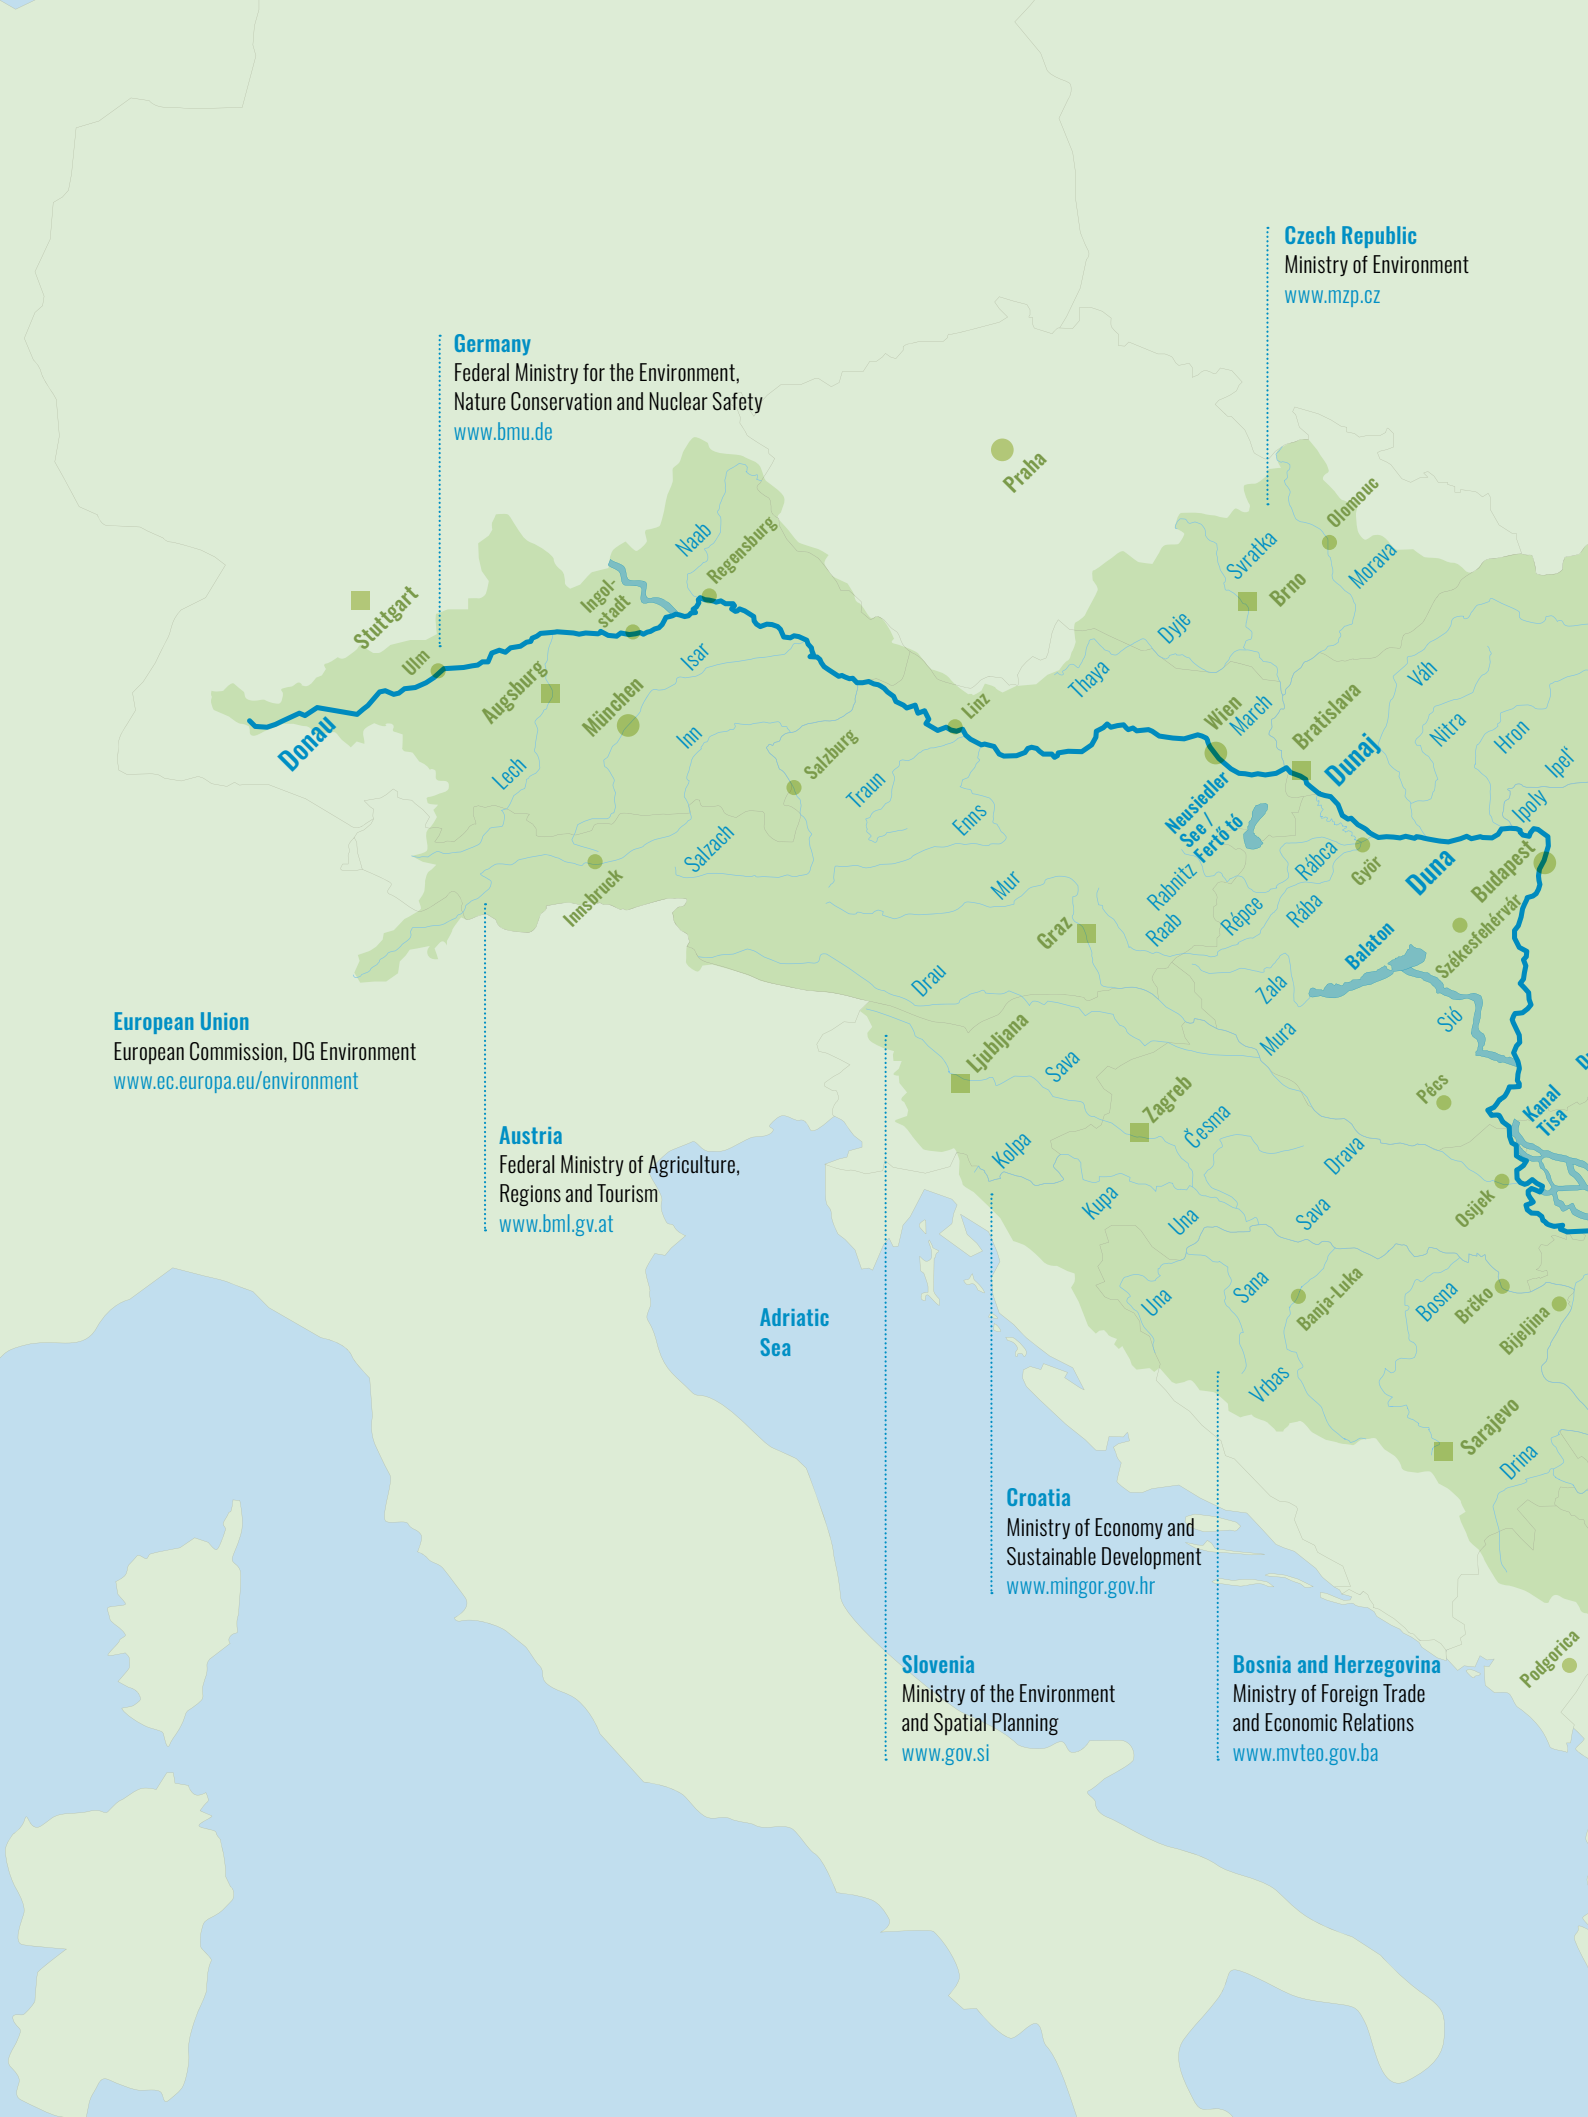 Czech Republic
Ministry of Environment
www.mzp.cz
Germany
Federal Ministry for the Environment,
Nature Conservation and Nuclear Safety
www.bmu.de
Praha
Olomouc
Naab
Regensburg
Svratka
Morava
Brno
Stuttgart
Ingol-
stadt
Ulm
Isar
Dyje
Thaya
Váh
Augsburg
München
Linz
Wien
March
Bratislava
Donau
Inn
Salzburg
Dunaj
Nitra
Hron
Ipel'
Lech
Traun
Enns
Neusiedler
See /
Fertő tó
Ipoly
Salzach
Innsbruck
Mur
Rabnitz
Rábca
Györ
Duna
Budapest
Raab
Répce
Rába
Graz
Balaton
Székesfehérvár
Drau
Zala
Sió
European Union
European Commission, DG Environment
www.ec.europa.eu/environment
Ljubljana
Sava
Mura
Zagreb
Pécs
Kanal
Tisa
Austria
Federal Ministry of Agriculture,
Regions and Tourism
www.bml.gv.at
Kolpa
Česma
Drava
Kupa
Una
Sava
Osijek
Una
Sana
Banja-Luka
Bosna
Brčko
Bijeljina
Adriatic
Sea
Vrbas
Sarajevo
Drina
Croatia
Ministry of Economy and
Sustainable Development
www.mingor.gov.hr
Slovenia
Ministry of the Environment
and Spatial Planning
www.gov.si
Bosnia and Herzegovina
Ministry of Foreign Trade
and Economic Relations
www.mvteo.gov.ba
Podgorica